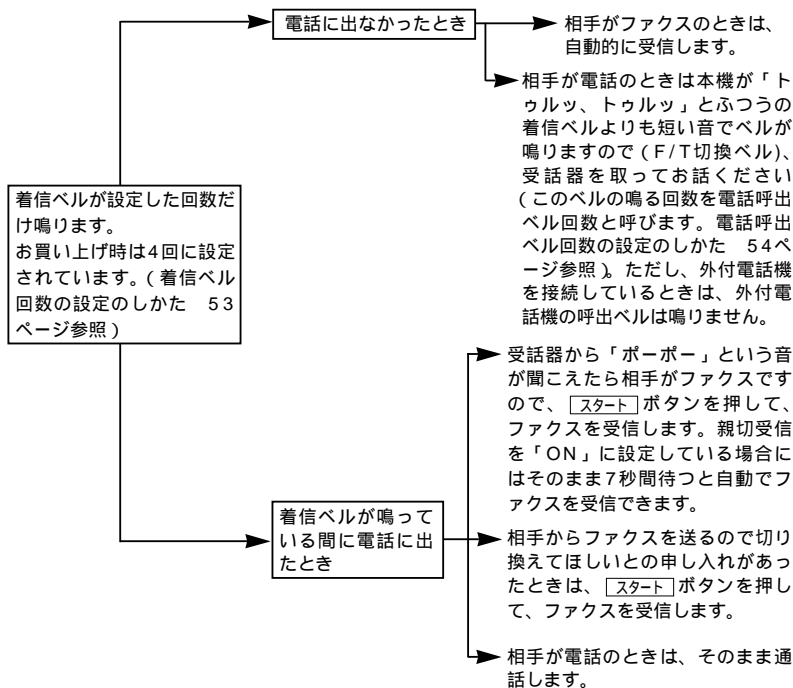 電話に出なかったとき
相手がファクスのときは、
自動的に受信します。
相手が電話のときは本機が「ト
ゥルッ、トゥルッ」とふつうの
着信ベルよりも短い音でベルが
鳴りますので（F/T切換ベル）、
受話器を取ってお話ください
（このベルの鳴る回数を電話呼出
ベル回数と呼びます。電話呼出
ベル回数の設定のしかた　54ペ
ージ参照）。ただし、外付電話機
を接続しているときは、外付電
話機の呼出ベルは鳴りません。
着信ベルが設定した回数だ
け鳴ります。
お買い上げ時は4回に設定
されています。（着信ベル
回数の設定のしかた　53
ページ参照）
着信ベルが鳴って
いる間に電話に出
たとき
受話器から「ポーポー」という音
が聞こえたら相手がファクスです
ので、スタートボタンを押して、
ファクスを受信します。親切受信
を「ON」に設定している場合に
はそのまま7秒間待つと自動でフ
ァクスを受信できます。
相手からファクスを送るので切り
換えてほしいとの申し入れがあっ
たときは、スタートボタンを押し
て、ファクスを受信します。
相手が電話のときは、そのまま通
話します。